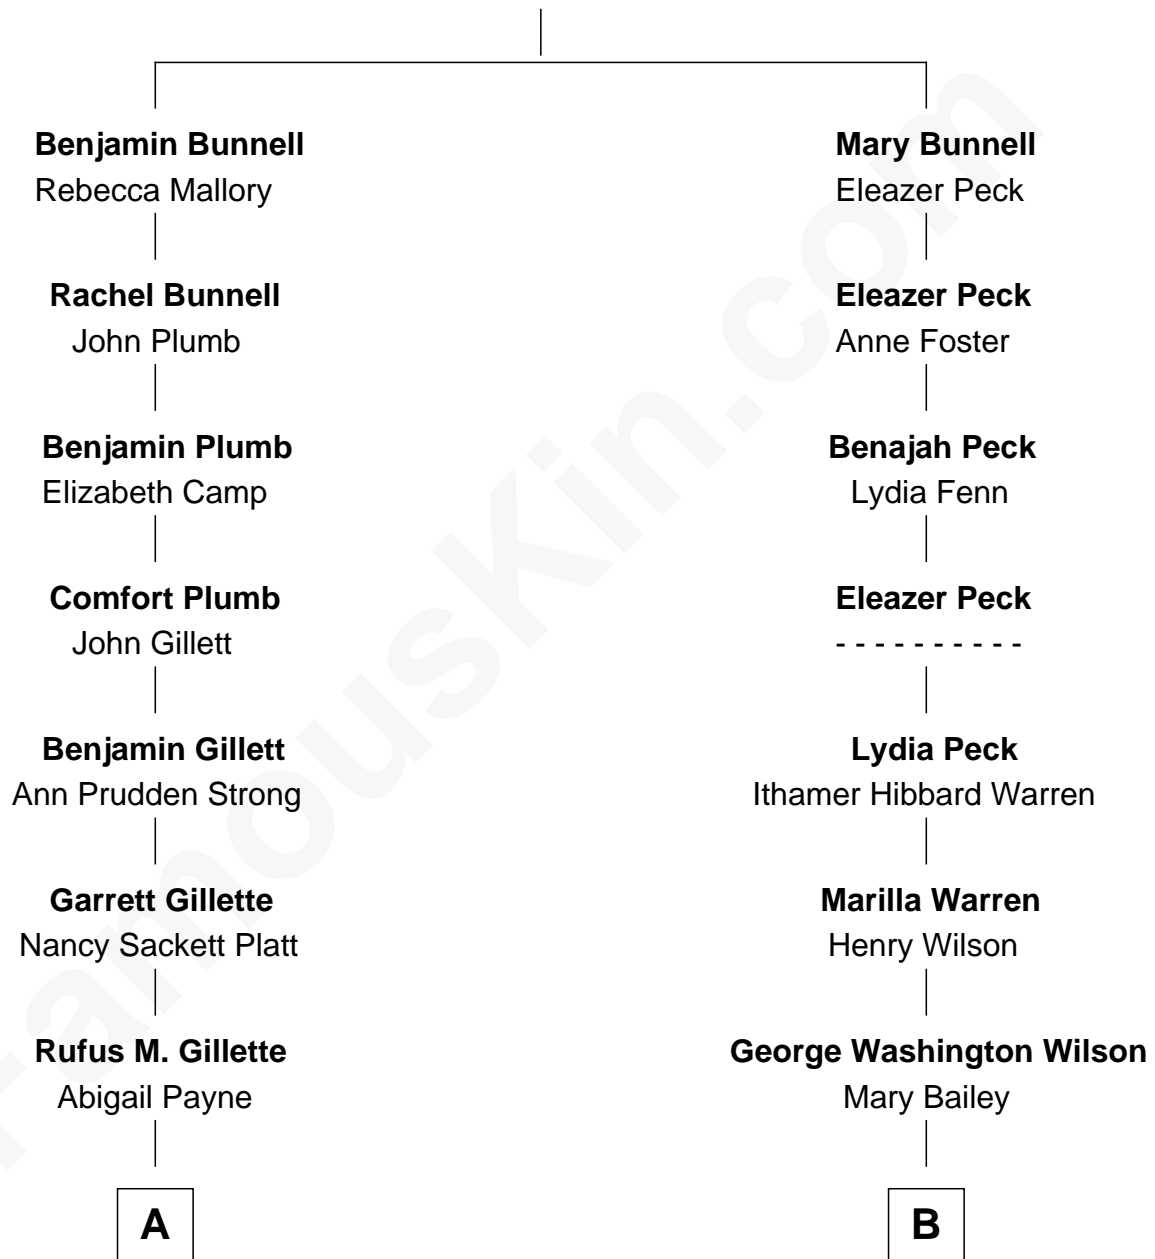 Benjamin Bunnell
Rebecca Mallory
Mary Bunnell
Eleazer Peck
Rachel Bunnell
John Plumb
Eleazer Peck
Anne Foster
Benjamin Plumb
Elizabeth Camp
Benajah Peck
Lydia Fenn
Comfort Plumb
John Gillett
Eleazer Peck
- - - - - - - - - -
Benjamin Gillett
Ann Prudden Strong
Lydia Peck
Ithamer Hibbard Warren
Garrett Gillette
Nancy Sackett Platt
Marilla Warren
Henry Wilson
Rufus M. Gillette
Abigail Payne
George Washington Wilson
Mary Bailey
A
B
FamousKin.com